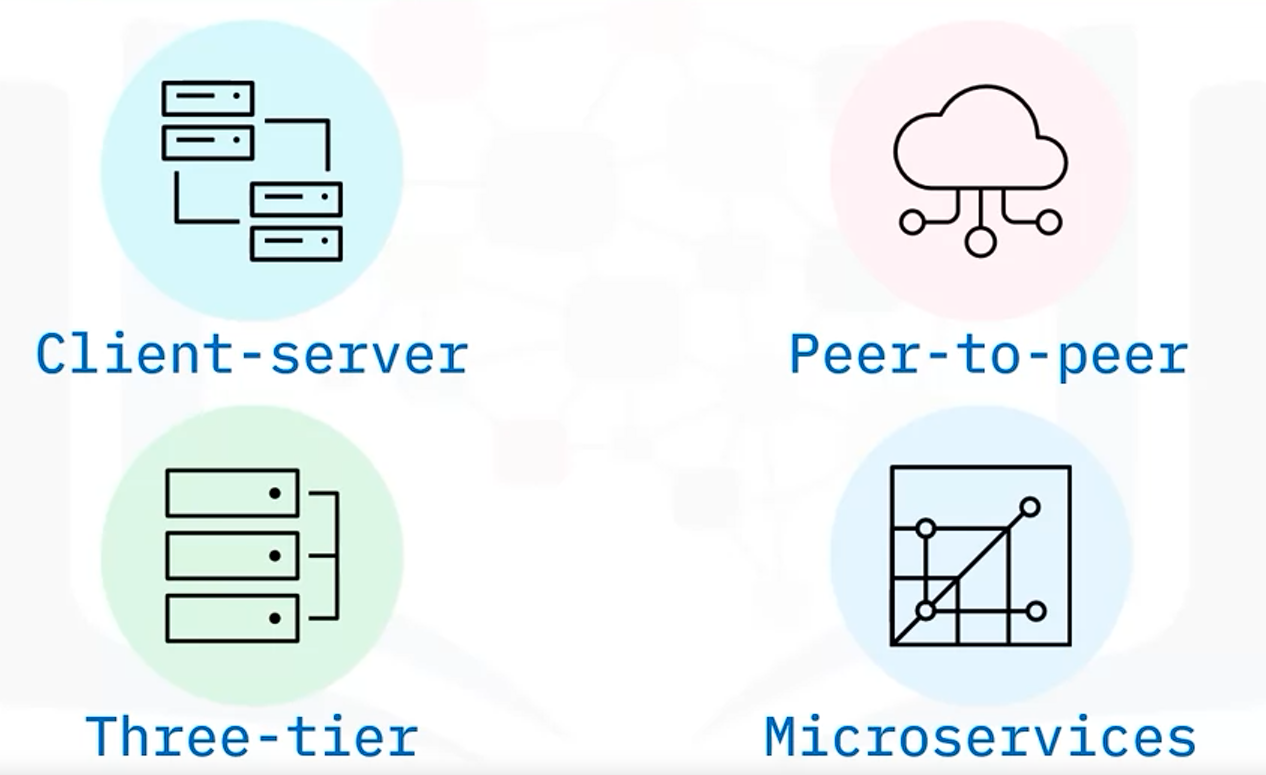 Client-server
Peer-to-peer
Three-tier
Microservices